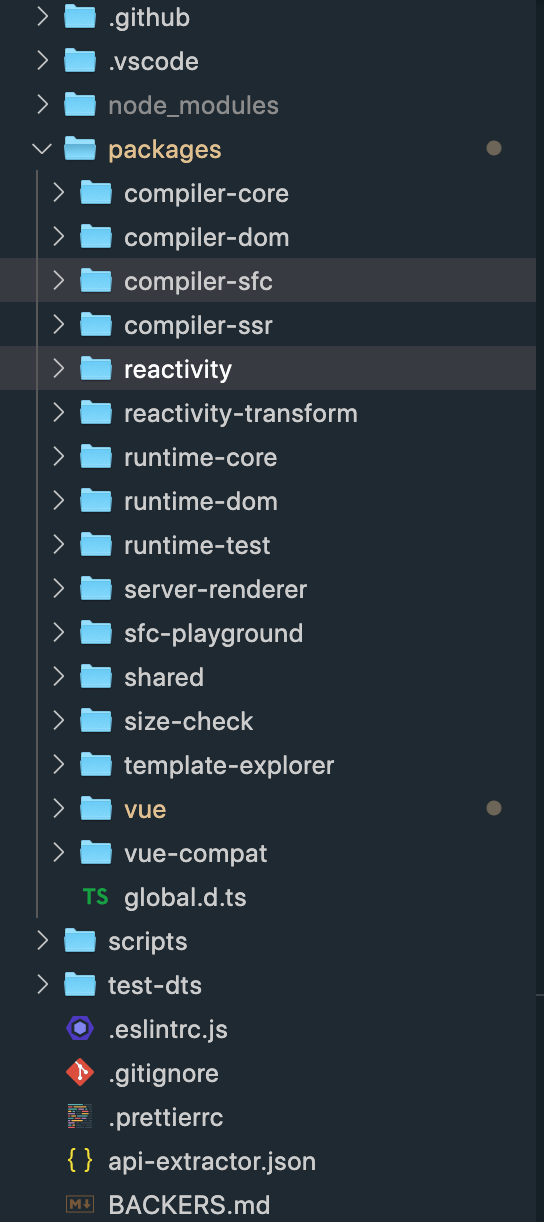 .github
.vscode
node_modules
packages
compiler-core
compiler-dom
compiler-sfc
compiler-ssr
reactivity
reactivity-transform
runtime-core
runtime-dom
runtime-test
server-renderer
sfc-playground
shared
size-check
template-explorer
vue
vue-compat
TS global.d.ts
scripts
test-dts
.eslintrc.js
.gitignore
.prettierrc
{ } api-extractor.json
M↓ BACKERS.md